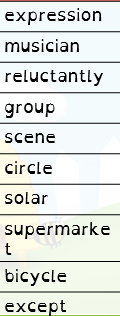 expression
musician
reluctantly
group
scene
circle
solar
supermarke
t
bicycle
except